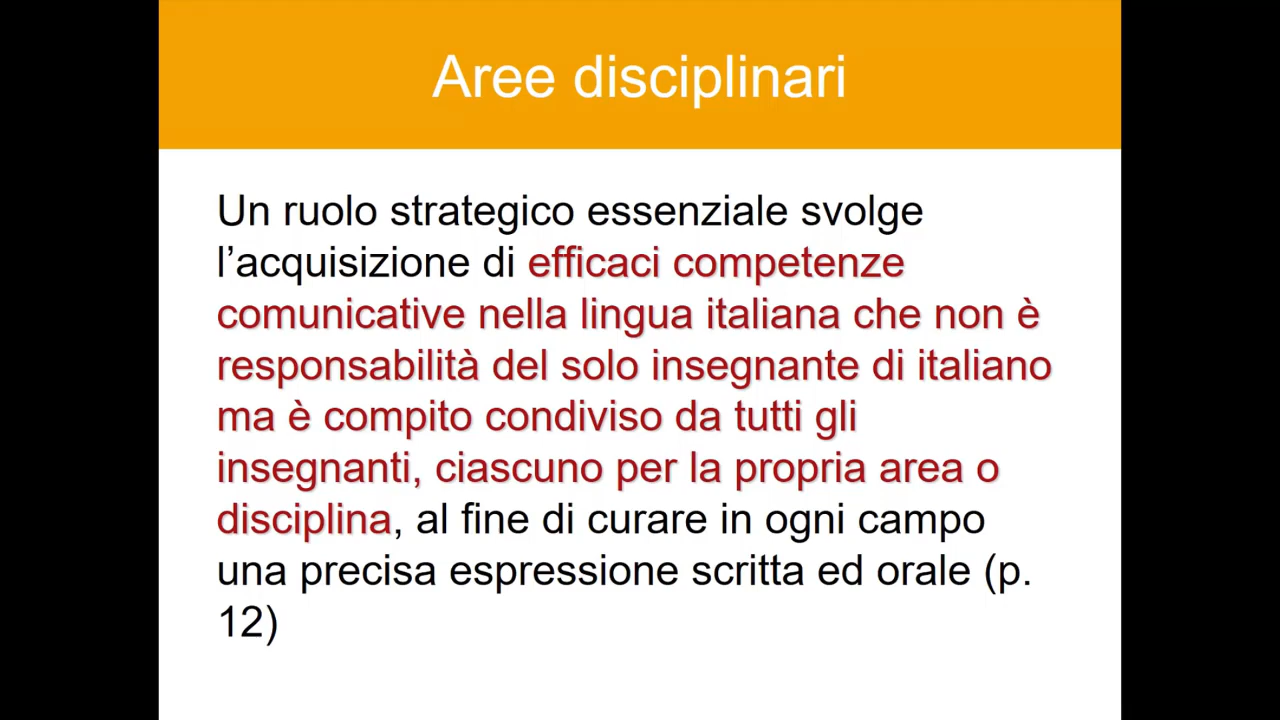 Aree disciplinari
Un ruolo strategico essenziale svolge
l’acquisizione di efficaci competenze
comunicative nella lingua italiana che non è
responsabilità del solo insegnante di italiano
ma è compito condiviso da tutti gli
insegnanti, ciascuno per la propria area o
disciplina, al fine di curare in ogni campo
una precisa espressione scritta ed orale (p.
12)